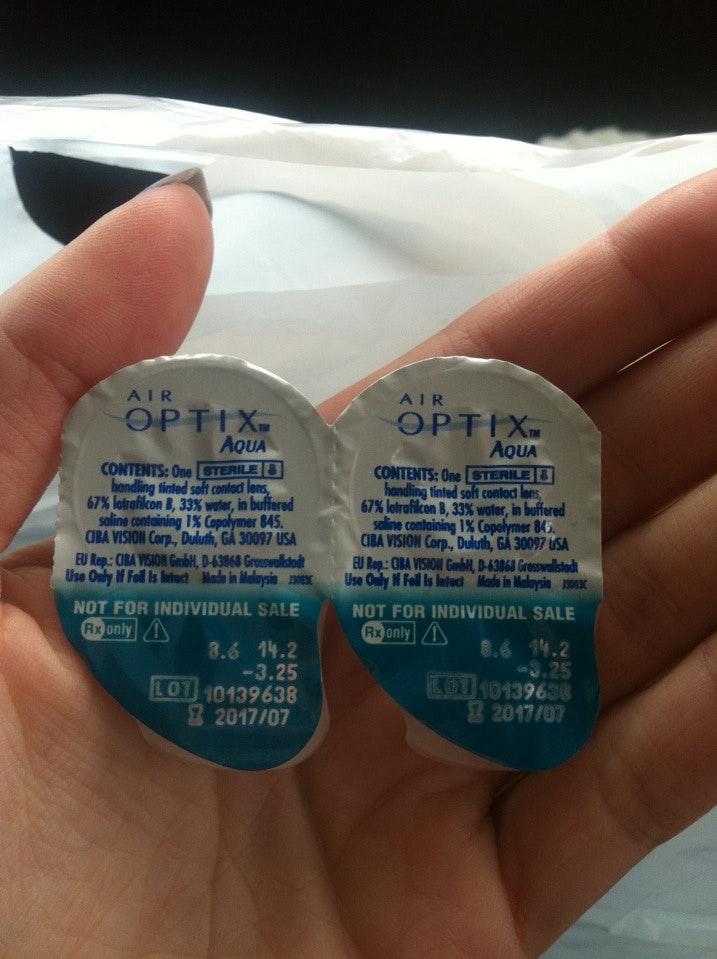 AIR
OPTIX™
AQUA
CONTENTS: One STERILE
handling tinted soft contact lens,
67% lotrafilcon B, 33% water, in buffered
saline containing 1% Copolymer 845.
CIBA VISION Corp., Duluth, GA 30097 USA
EU Rep.: CIBA VISION GmbH, D-63868 Grosswallstadt
Use Only If Foil Is Intact Made in Malaysia
NOT FOR INDIVIDUAL SALE
Rx only
8.6 14.2
-3.25
LOT 10139638
2017/07
AIR
OPTIX™
AQUA
CONTENTS: One STERILE
handling tinted soft contact lens,
67% lotrafilcon B, 33% water, in buffered
saline containing 1% Copolymer 845.
CIBA VISION Corp., Duluth, GA 30097 USA
EU Rep.: CIBA VISION GmbH, D-63868 Grosswallstadt
Use Only If Foil Is Intact Made in Malaysia
NOT FOR INDIVIDUAL SALE
Rx only
8.6 14.2
-3.25
LOT 10139638
2017/07